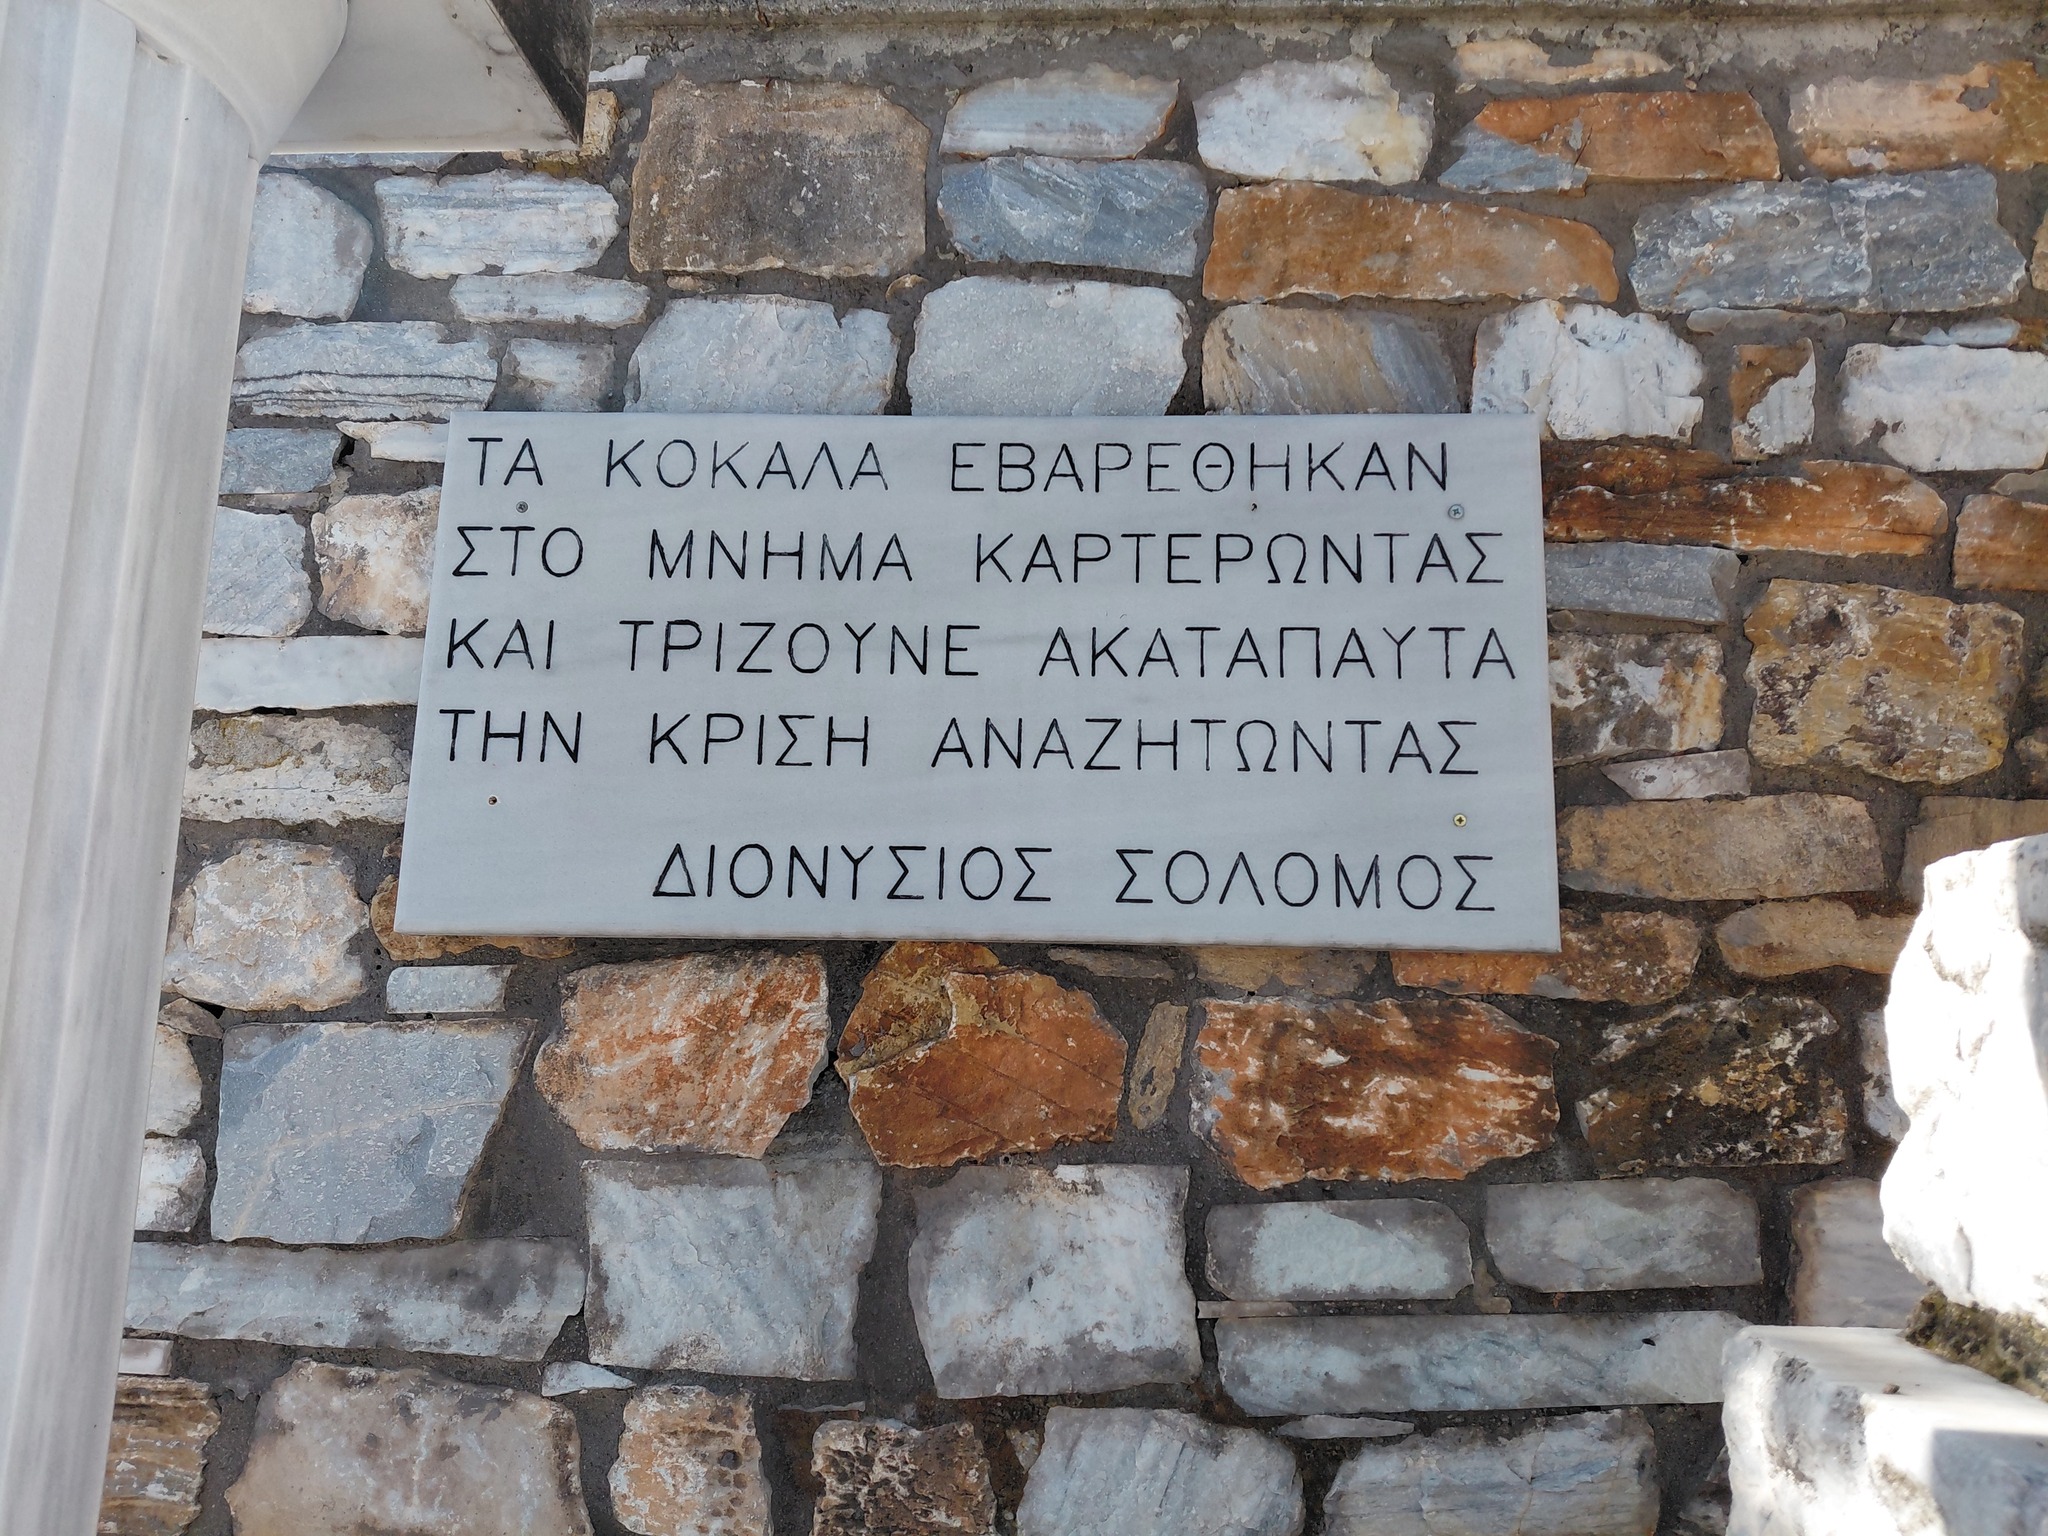 ΤΑ ΚΟΚΑΛΑ ΕΒΑΡΕΘΗΚΑΝ
ΣΤΟ ΜΝΗΜΑ ΚΑΡΤΕΡΩΝΤΑΣ
ΚΑΙ ΤΡΙΖΟΥΝΕ ΑΚΑΤΑΠΑΥΤΑ
ΤΗΝ ΚΡΙΣΗ ΑΝΑΖΗΤΩΝΤΑΣ
ΔΙΟΝΥΣΙΟΣ ΣΟΛΟΜΟΣ